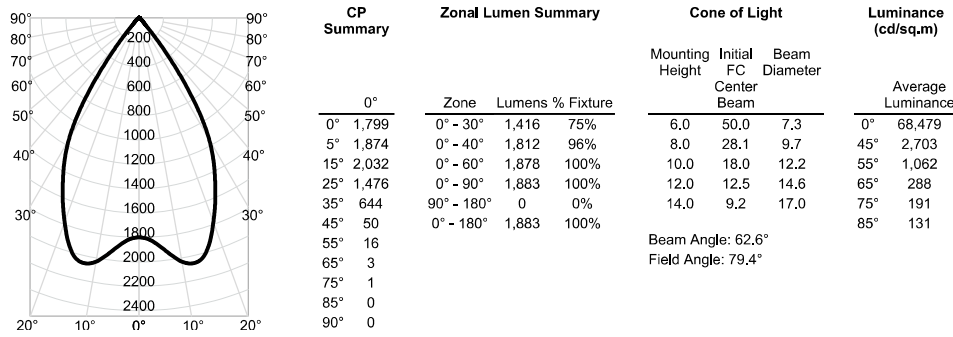 90° 90°
80° 200 80°
70° 400 70°
60° 600 60°
50° 800 50°
1000
40° 1200 40°
1400
30° 1600 30°
1800
2000
2200
2400
20° 10° 0° 10° 20°
CP
Summary
0°
0° 1,799
5° 1,874
15° 2,032
25° 1,476
35° 644
45° 50
55° 16
65° 3
75° 1
85° 0
90° 0
Zonal Lumen Summary
Zone Lumens % Fixture
0° - 30° 1,416 75%
0° - 40° 1,812 96%
0° - 60° 1,878 100%
0° - 90° 1,883 100%
90° - 180° 0 0%
0° - 180° 1,883 100%
Cone of Light
Mounting Initial Beam
Height FC Diameter
Center
Beam
6.0 50.0 7.3
8.0 28.1 9.7
10.0 18.0 12.2
12.0 12.5 14.6
14.0 9.2 17.0
Beam Angle: 62.6°
Field Angle: 79.4°
Luminance
(cd/sq.m)
Average
Luminance
0° 68,479
45° 2,703
55° 1,062
65° 288
75° 191
85° 131